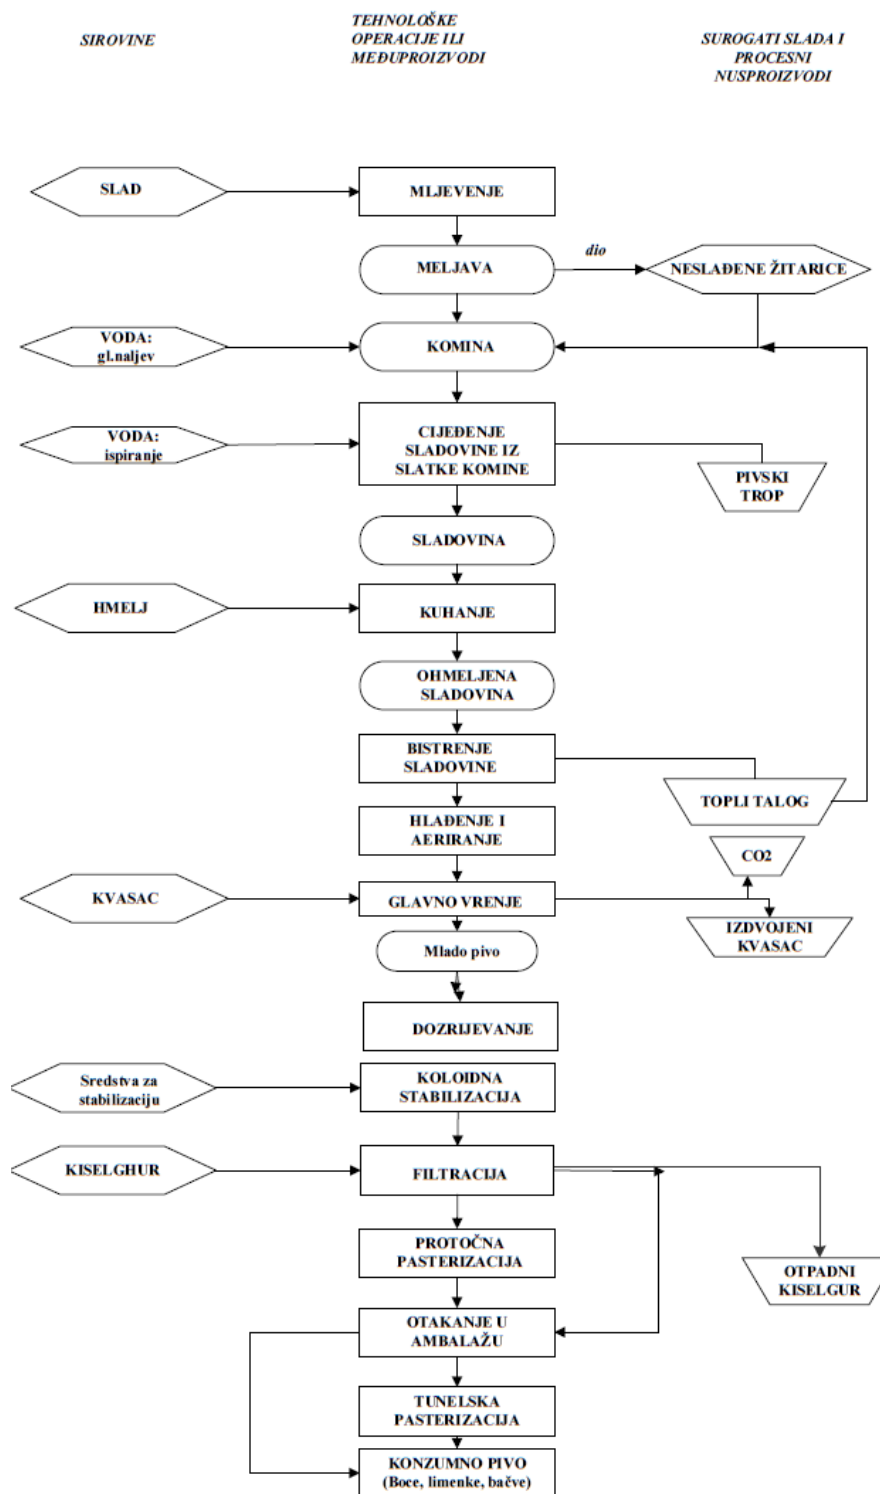 SIROVINE
TEHNOLOŠKE
OPERACIJE ILI
MEĐUPROIZVODI
SUROGATI SLADA I
PROCESNI
NUSPROIZVODI
SLAD
MLJEVENJE
MELJAVA
dio
NESLAĐENE ŽITARICE
VODA:
gl.naljev
KOMINA
VODA:
ispiranje
CIJEĐENJE
SLADOVINE IZ
SLATKE KOMINE
PIVSKI
TROP
SLADOVINA
HMELJ
KUHANJE
OHMELJENA
SLADOVINA
BISTRENJE
SLADOVINE
TOPLI TALOG
HLAĐENJE I
AERIRANJE
CO2
KVASAC
GLAVNO VRENJE
IZDVOJENI
KVASAC
Mlado pivo
DOZRIJEVANJE
Sredstva za
stabilizaciju
KOLOIDNA
STABILIZACIJA
KISELGHUR
FILTRACIJA
PROTOČNA
PASTERIZACIJA
OTPADNI
KISELGUR
OTAKANJE U
AMBALAŽU
TUNELSKA
PASTERIZACIJA
KONZUMNO PIVO
(Boce, limenke, bačve)